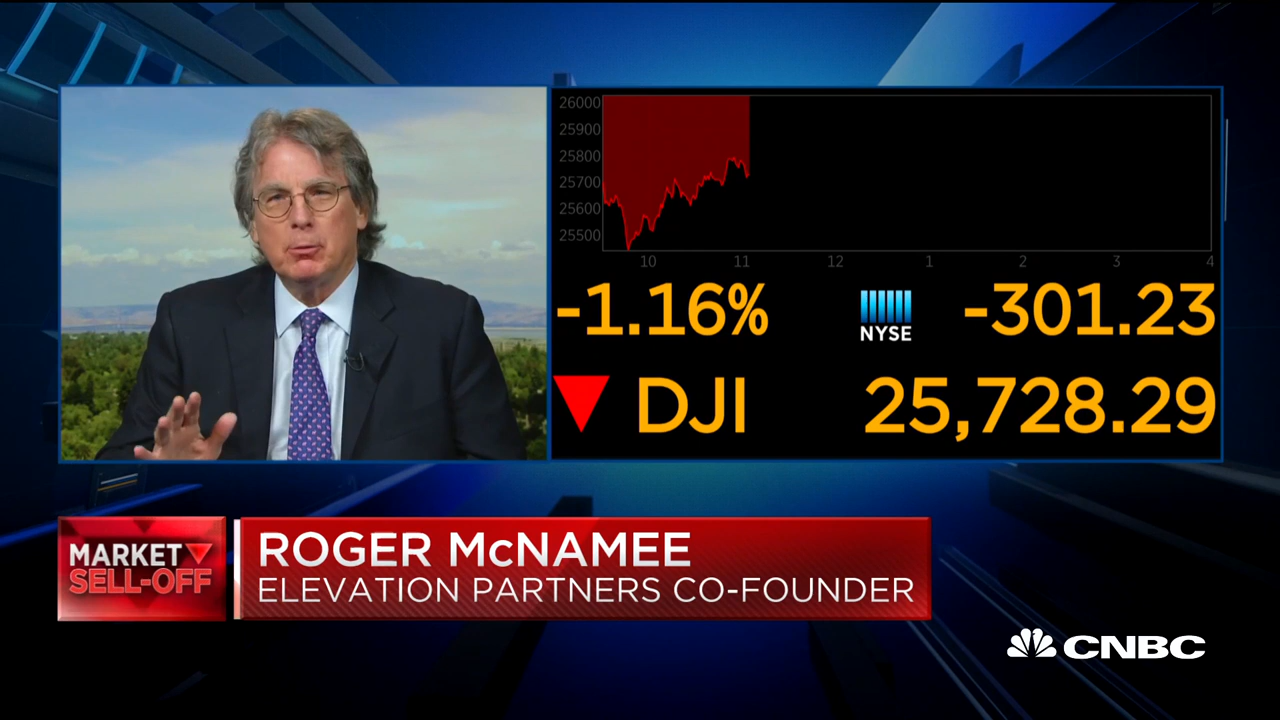 26000
25900
25800
25700
25600
25500
10 11 12 1 2 3 4
-1.16% NYSE -301.23
DJI 25,728.29
MARKET
SELL-OFF
ROGER McNAMEE
ELEVATION PARTNERS CO-FOUNDER
CNBC